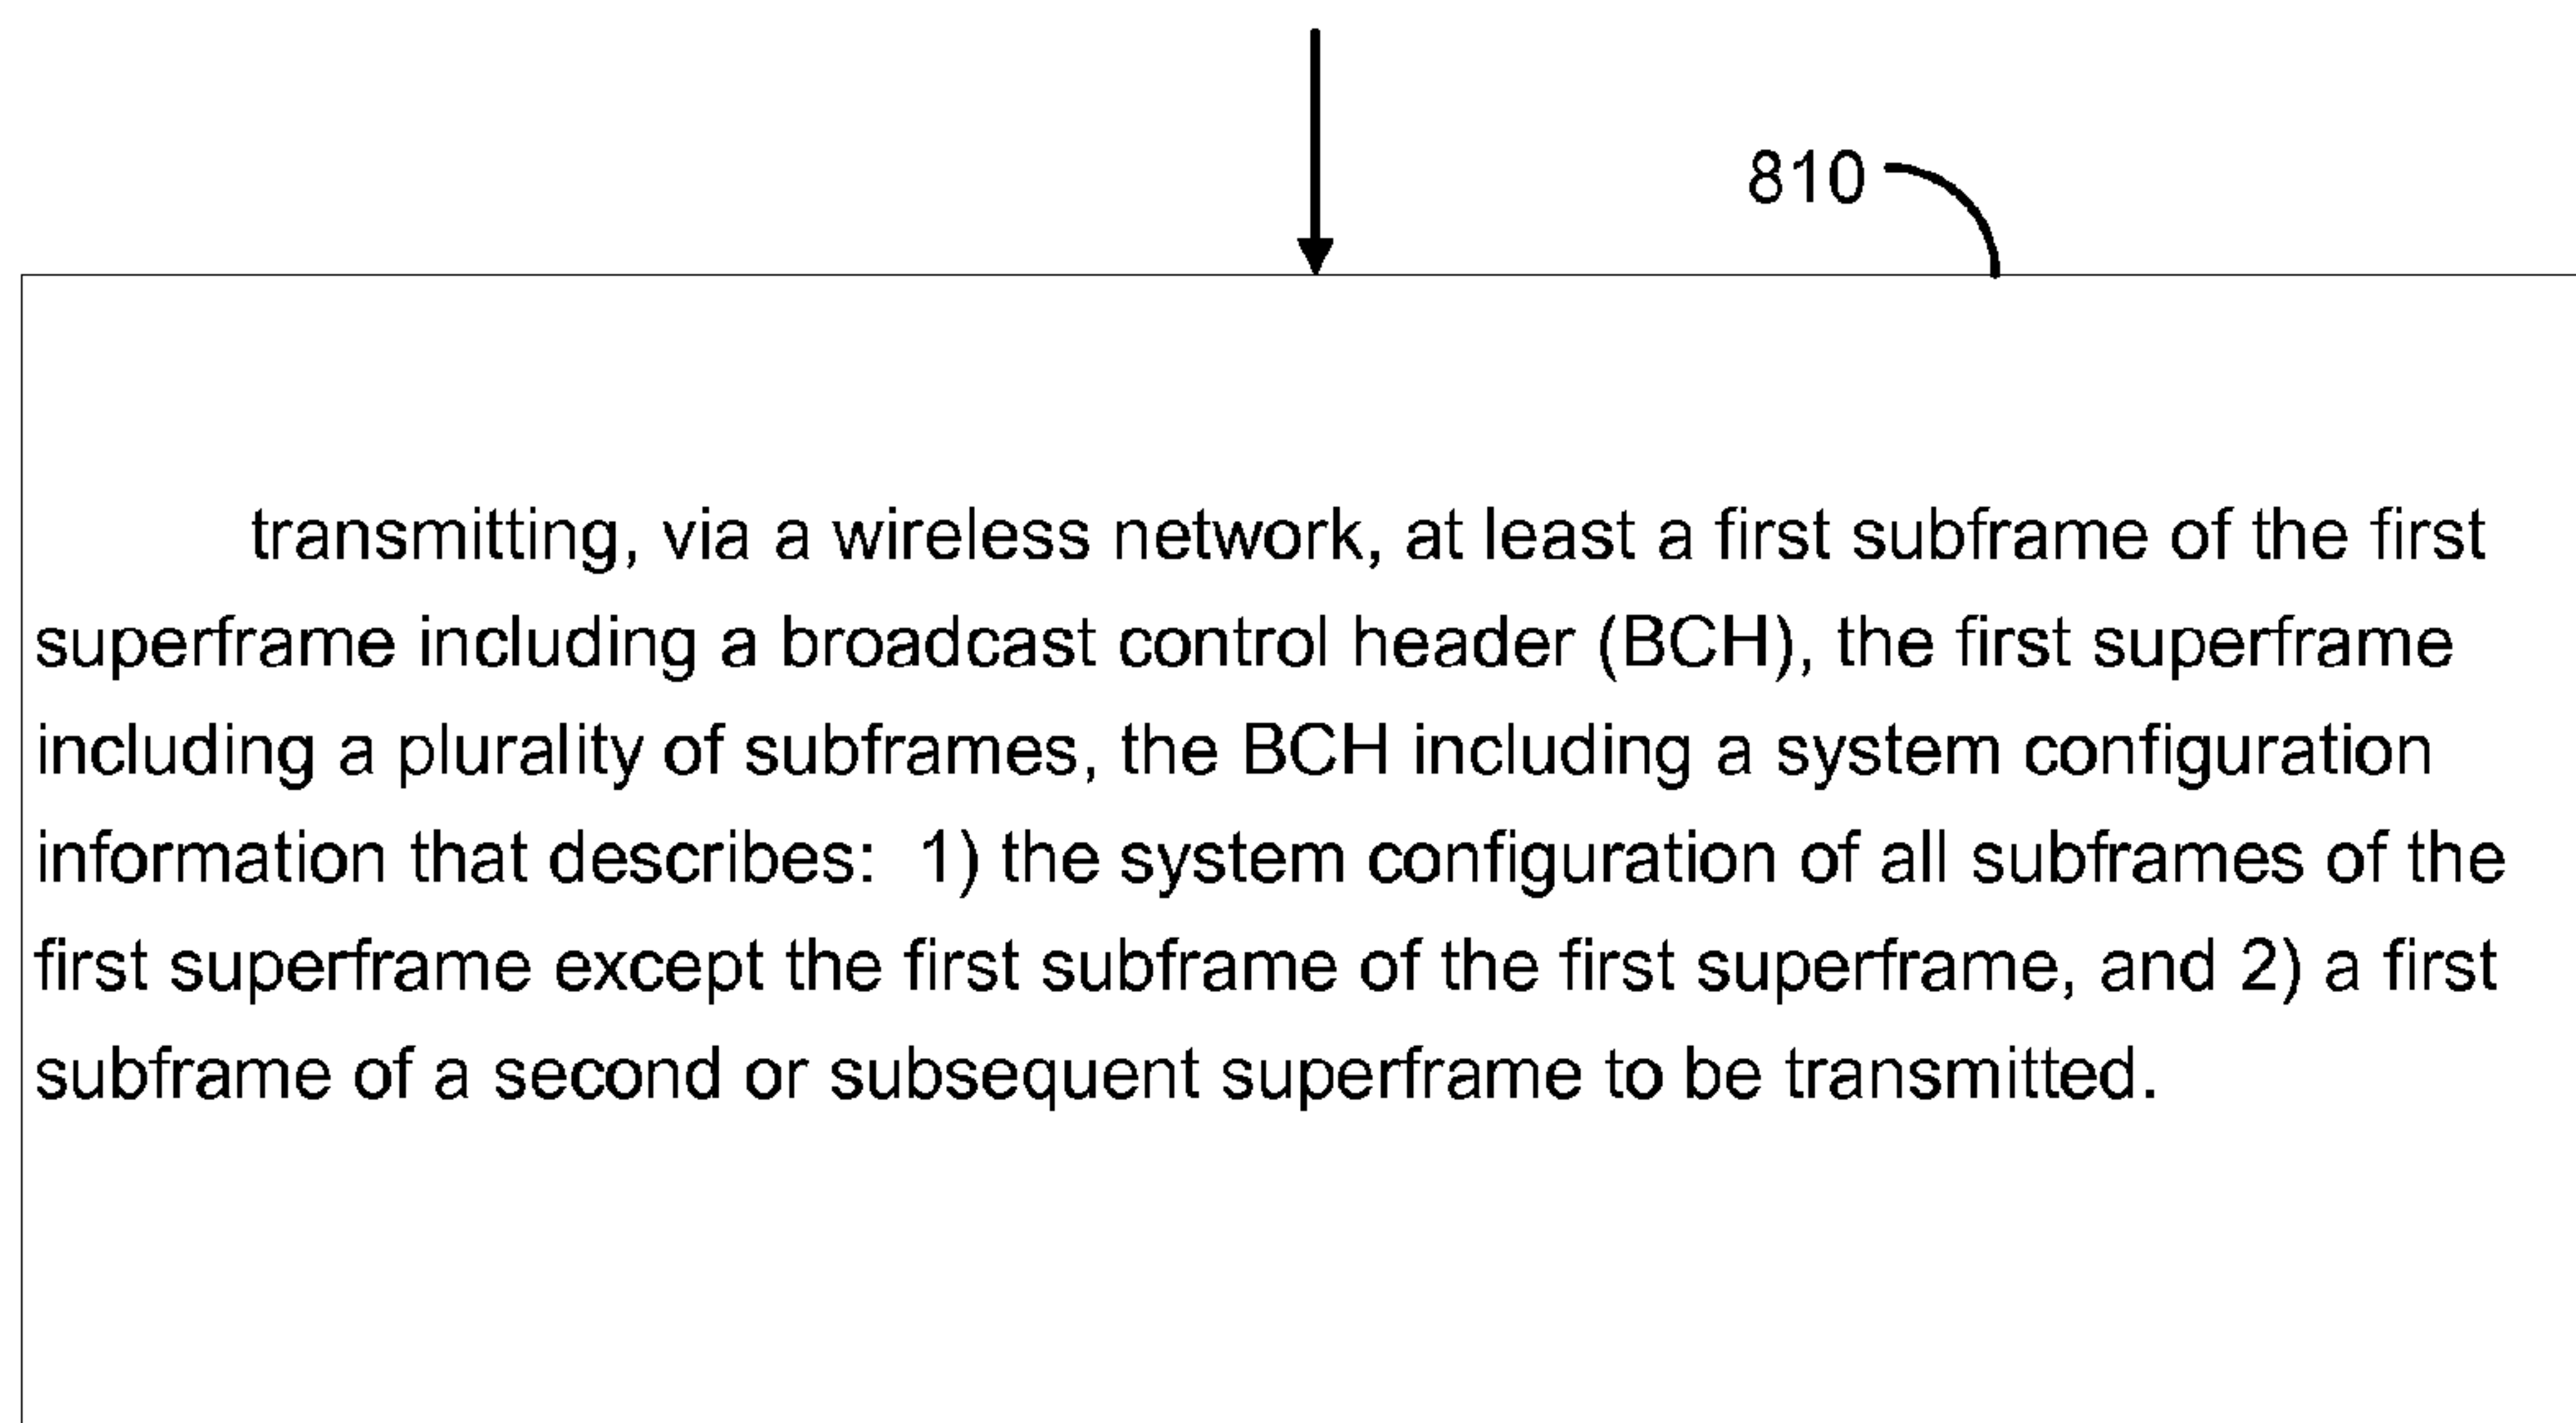 810
transmitting, via a wireless network, at least a first subframe of the first
superframe including a broadcast control header (BCH), the first superframe
including a plurality of subframes, the BCH including a system configuration
information that describes:  1) the system configuration of all subframes of the
first superframe except the first subframe of the first superframe, and 2) a first
subframe of a second or subsequent superframe to be transmitted.